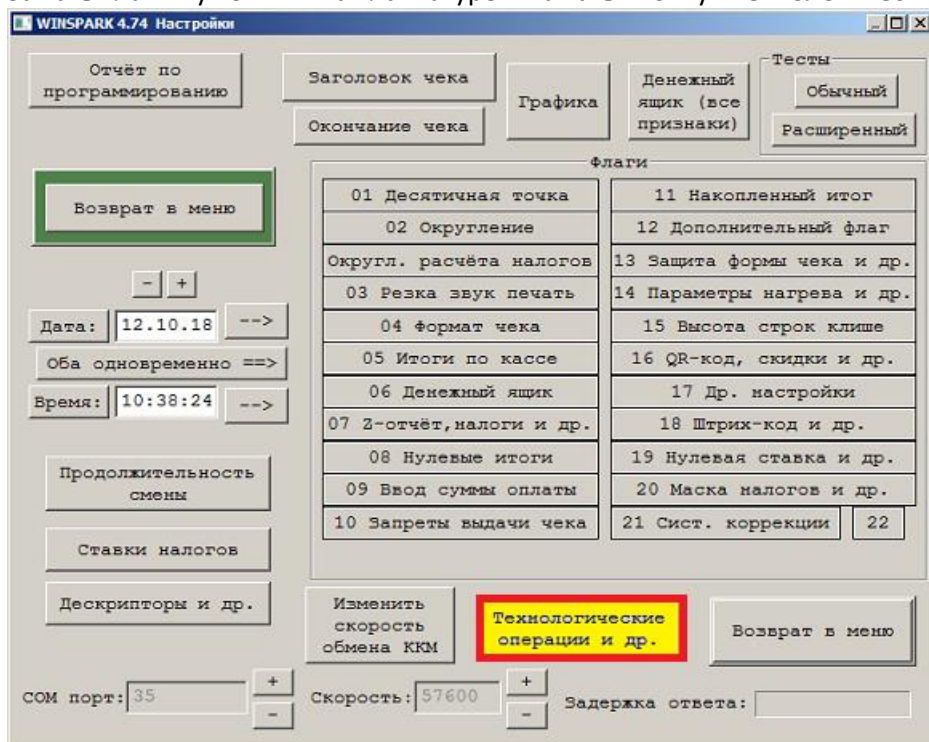 WINSPARK 4.74 Настройки
Отчёт по
программированию
Заголовок чека
Окончание чека
Графика
Денежный
ящик (все
признаки)
Тесты
Обычный
Расширенный
Возврат в меню
- +
Дата: 12.10.18 -->
Оба одновременно ==>
Время: 10:38:24 -->
Продолжительность
смены
Ставки налогов
Дескрипторы и др.
Флаги
01 Десятичная точка
02 Округление
Округл. расчёта налогов
03 Резка звук печать
04 Формат чека
05 Итоги по кассе
06 Денежный ящик
07 Z-отчёт,налоги и др.
08 Нулевые итоги
09 Ввод суммы оплаты
10 Запреты выдачи чека
11 Накопленный итог
12 Дополнительный флаг
13 Защита формы чека и др.
14 Параметры нагрева и др.
15 Высота строк клише
16 QR-код, скидки и др.
17 Др. настройки
18 Штрих-код и др.
19 Нулевая ставка и др.
20 Маска налогов и др.
21 Сист. коррекции 22
Изменить
скорость
обмена ККМ
Технологические
операции и др.
Возврат в меню
COM порт: 35 + -
Скорость: 57600 + -
Задержка ответа: